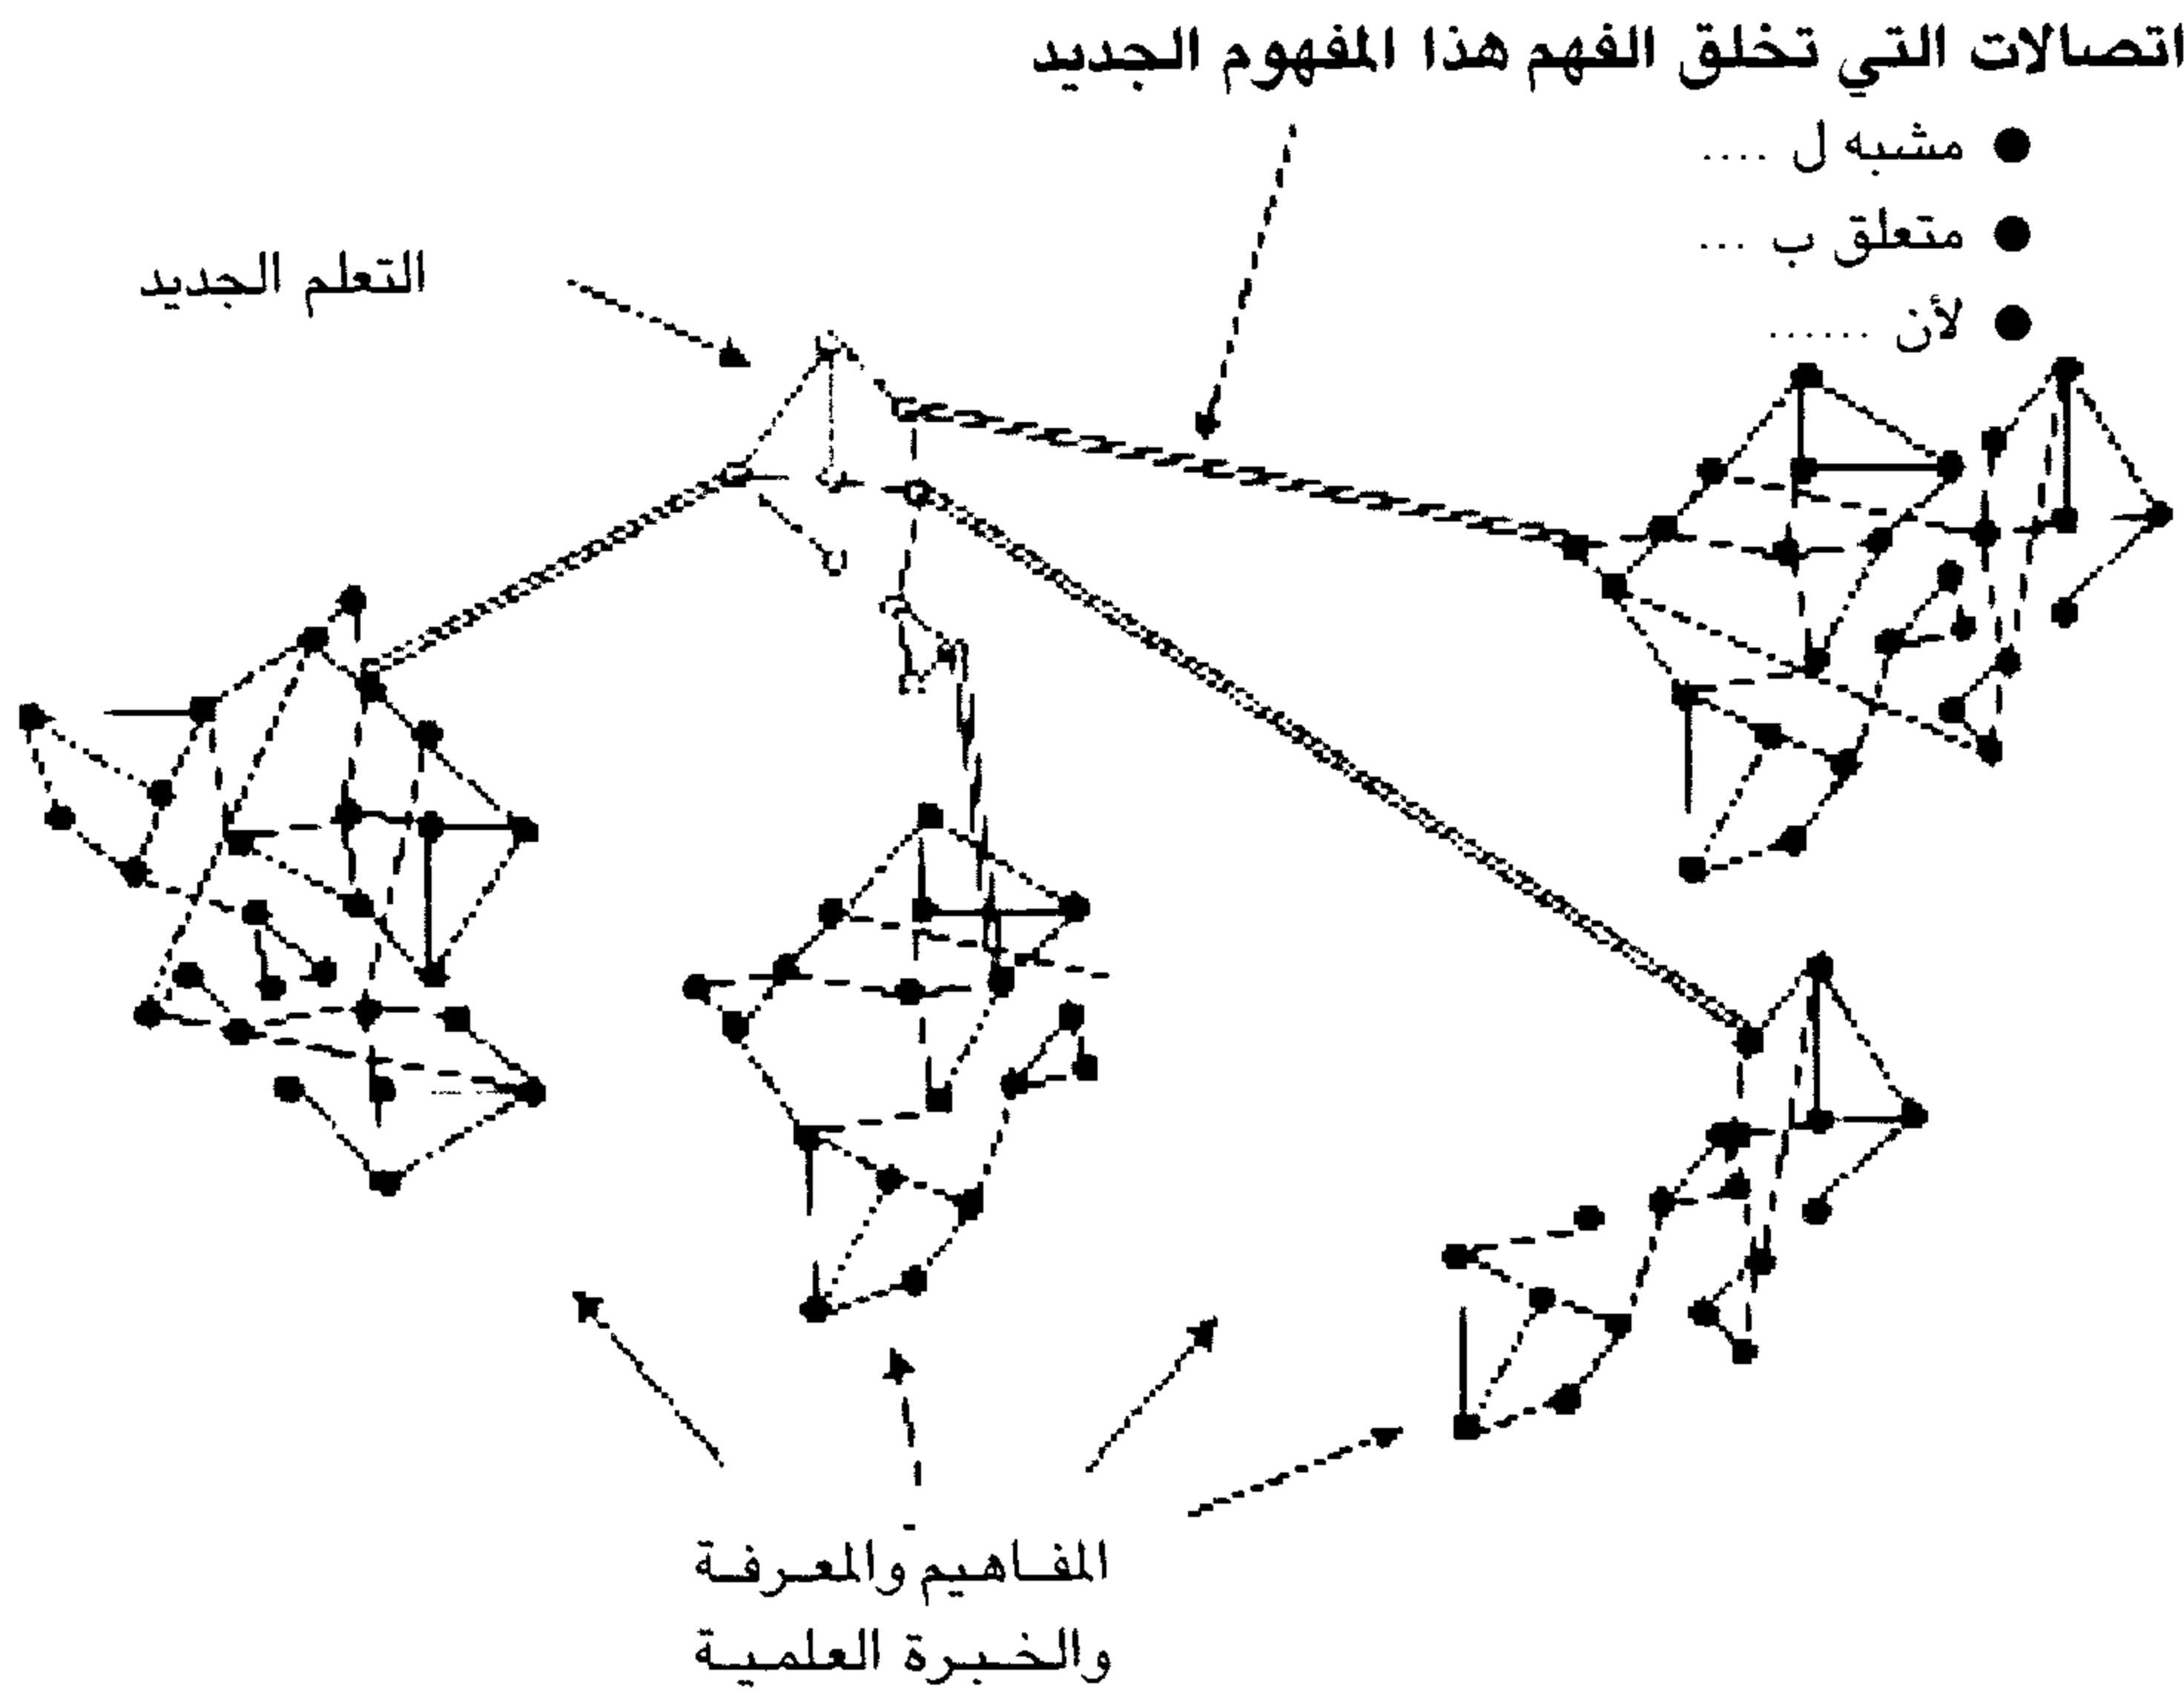 اتصالات التي تخلق الفهم هذا المفهوم الجديد
● مشبه ل ....
● متعلق ب ...
● لأن ......
التعلم الجديد
المفاهيم والمعرفة
والخبرة العلمية